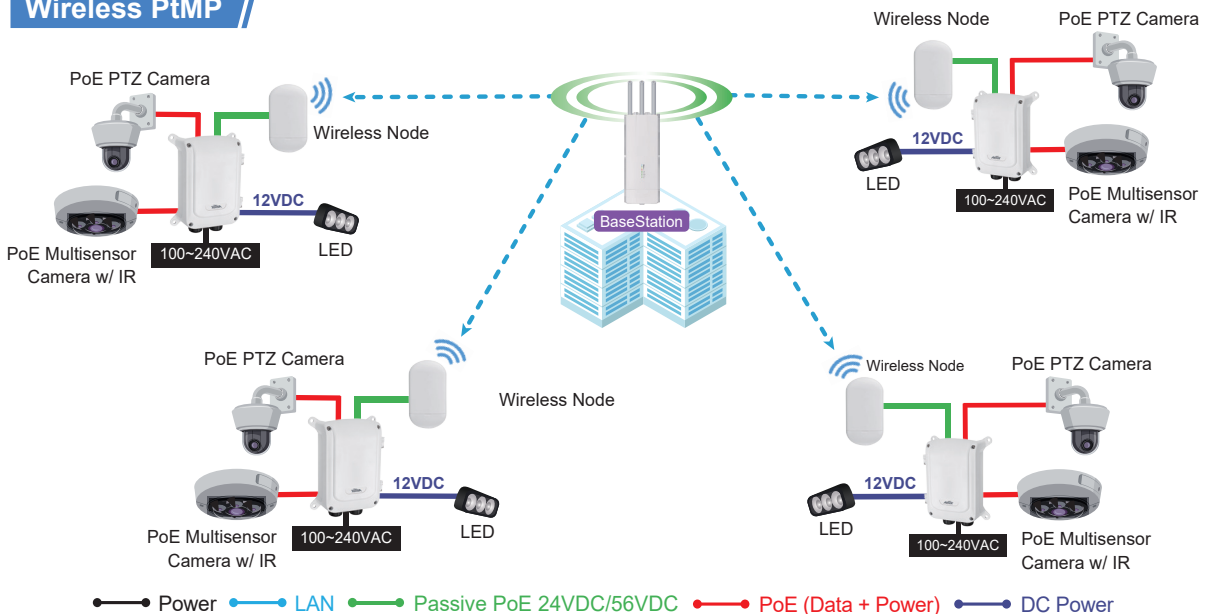 Wireless PtMP
PoE PTZ Camera
Wireless Node
12VDC
LED
PoE Multisensor
Camera w/ IR
100~240VAC
Wireless Node
PoE PTZ Camera
12VDC
LED
PoE Multisensor
Camera w/ IR
100~240VAC
BaseStation
PoE PTZ Camera
Wireless Node
12VDC
LED
PoE Multisensor
Camera w/ IR
100~240VAC
Wireless Node
PoE PTZ Camera
12VDC
LED
PoE Multisensor
Camera w/ IR
100~240VAC
Power LAN Passive PoE 24VDC/56VDC PoE (Data + Power) DC Power